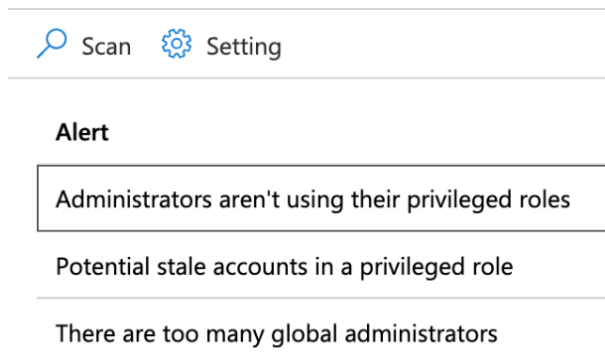 Scan Setting
Alert
Administrators aren't using their privileged roles
Potential stale accounts in a privileged role
There are too many global administrators